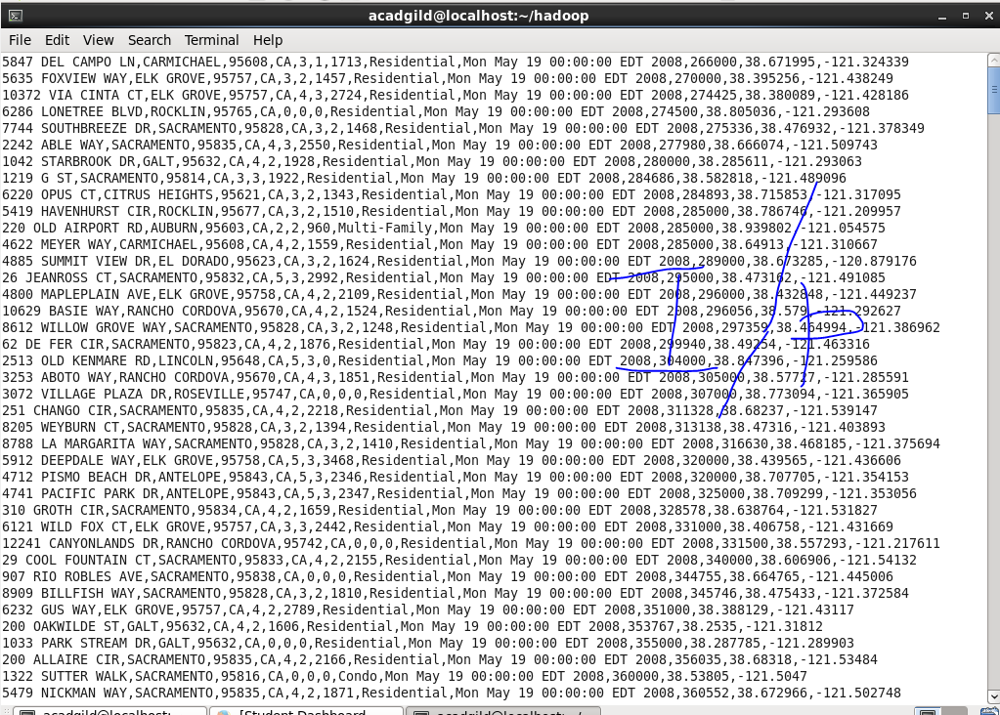 acadgild@localhost:~/hadoop
File Edit View Search Terminal Help
5847 DEL CAMPO LN,CARMICHAEL,95608,CA,3,1,1713,Residential,Mon May 19 00:00:00 EDT 2008,266000,38.671995,-121.324339
5635 FOXVIEW WAY,ELK GROVE,95757,CA,3,2,1457,Residential,Mon May 19 00:00:00 EDT 2008,270000,38.395256,-121.438249
10372 VIA CINTA CT,ELK GROVE,95757,CA,4,3,2724,Residential,Mon May 19 00:00:00 EDT 2008,274425,38.380089,-121.428186
6286 LONETREE BLVD,ROCKLIN,95765,CA,0,0,0,Residential,Mon May 19 00:00:00 EDT 2008,274500,38.805036,-121.293608
7744 SOUTHBREEZE DR,SACRAMENTO,95828,CA,3,2,1468,Residential,Mon May 19 00:00:00 EDT 2008,275336,38.476932,-121.378349
2242 ABLE WAY,SACRAMENTO,95835,CA,4,3,2550,Residential,Mon May 19 00:00:00 EDT 2008,277980,38.666074,-121.509743
1042 STARBROOK DR,GALT,95632,CA,4,2,1928,Residential,Mon May 19 00:00:00 EDT 2008,280000,38.285611,-121.293063
1219 G ST,SACRAMENTO,95814,CA,3,3,1922,Residential,Mon May 19 00:00:00 EDT 2008,284686,38.582818,-121.489096
6220 OPUS CT,CITRUS HEIGHTS,95621,CA,3,2,1343,Residential,Mon May 19 00:00:00 EDT 2008,284893,38.715853,-121.317095
5419 HAVENHURST CIR,ROCKLIN,95677,CA,3,2,1510,Residential,Mon May 19 00:00:00 EDT 2008,285000,38.786746,-121.209957
220 OLD AIRPORT RD,AUBURN,95603,CA,2,2,960,Multi-Family,Mon May 19 00:00:00 EDT 2008,285000,38.939802,-121.054575
4622 MEYER WAY,CARMICHAEL,95608,CA,4,2,1559,Residential,Mon May 19 00:00:00 EDT 2008,285000,38.64913,-121.310667
4885 SUMMIT VIEW DR,EL DORADO,95623,CA,3,2,1624,Residential,Mon May 19 00:00:00 EDT 2008,289000,38.673285,-120.879176
26 JEANROSS CT,SACRAMENTO,95832,CA,5,3,2992,Residential,Mon May 19 00:00:00 EDT 2008,295000,38.47316,-121.491085
4800 MAPLEPLAIN AVE,ELK GROVE,95758,CA,4,2,2109,Residential,Mon May 19 00:00:00 EDT 2008,296000,38.432848,-121.449237
10629 BASIE WAY,RANCHO CORDOVA,95670,CA,4,2,1524,Residential,Mon May 19 00:00:00 EDT 2008,296056,38.579 292627
8612 WILLOW GROVE WAY,SACRAMENTO,95828,CA,3,2,1248,Residential,Mon May 19 00:00:00 EDT 2008,297359,38.464994,-121.386962
62 DE FER CIR,SACRAMENTO,95823,CA,4,2,1876,Residential,Mon May 19 00:00:00 EDT 2008,299940,38.49254,-121.463316
2513 OLD KENMARE RD,LINCOLN,95648,CA,5,3,0,Residential,Mon May 19 00:00:00 EDT 2008,304000,38.847396,-121.259586
3253 ABOTO WAY,RANCHO CORDOVA,95670,CA,4,3,1851,Residential,Mon May 19 00:00:00 EDT 2008,305000,38.57727,-121.285591
3072 VILLAGE PLAZA DR,ROSEVILLE,95747,CA,0,0,0,Residential,Mon May 19 00:00:00 EDT 2008,307000,38.773094,-121.365905
251 CHANGO CIR,SACRAMENTO,95835,CA,4,2,2218,Residential,Mon May 19 00:00:00 EDT 2008,311328,38.68237,-121.539147
8205 WEYBURN CT,SACRAMENTO,95828,CA,3,2,1394,Residential,Mon May 19 00:00:00 EDT 2008,313138,38.47316,-121.403893
8788 LA MARGARITA WAY,SACRAMENTO,95828,CA,3,2,1410,Residential,Mon May 19 00:00:00 EDT 2008,316630,38.468185,-121.375694
5912 DEEPDALE WAY,ELK GROVE,95758,CA,5,3,3468,Residential,Mon May 19 00:00:00 EDT 2008,320000,38.439565,-121.436606
4712 PISMO BEACH DR,ANTELOPE,95843,CA,5,3,2346,Residential,Mon May 19 00:00:00 EDT 2008,320000,38.707705,-121.354153
4741 PACIFIC PARK DR,ANTELOPE,95843,CA,5,3,2347,Residential,Mon May 19 00:00:00 EDT 2008,325000,38.709299,-121.353056
310 GROTH CIR,SACRAMENTO,95834,CA,4,2,1659,Residential,Mon May 19 00:00:00 EDT 2008,328578,38.638764,-121.531827
6121 WILD FOX CT,ELK GROVE,95757,CA,3,3,2442,Residential,Mon May 19 00:00:00 EDT 2008,331000,38.406758,-121.431669
12241 CANYONLANDS DR,RANCHO CORDOVA,95742,CA,0,0,0,Residential,Mon May 19 00:00:00 EDT 2008,331500,38.557293,-121.217611
29 COOL FOUNTAIN CT,SACRAMENTO,95833,CA,4,2,2155,Residential,Mon May 19 00:00:00 EDT 2008,340000,38.606906,-121.54132
907 RIO ROBLES AVE,SACRAMENTO,95838,CA,0,0,0,Residential,Mon May 19 00:00:00 EDT 2008,344755,38.664765,-121.445006
8909 BILLFISH WAY,SACRAMENTO,95828,CA,3,2,1810,Residential,Mon May 19 00:00:00 EDT 2008,345746,38.475433,-121.372584
6232 GUS WAY,ELK GROVE,95757,CA,4,2,2789,Residential,Mon May 19 00:00:00 EDT 2008,351000,38.388129,-121.43117
200 OAKWILDE ST,GALT,95632,CA,4,2,1606,Residential,Mon May 19 00:00:00 EDT 2008,353767,38.2535,-121.31812
1033 PARK STREAM DR,GALT,95632,CA,0,0,0,Residential,Mon May 19 00:00:00 EDT 2008,355000,38.287785,-121.289903
200 ALLAIRE CIR,SACRAMENTO,95835,CA,4,2,2166,Residential,Mon May 19 00:00:00 EDT 2008,356035,38.68318,-121.53484
1322 SUTTER WALK,SACRAMENTO,95816,CA,0,0,0,Condo,Mon May 19 00:00:00 EDT 2008,360000,38.53805,-121.5047
5479 NICKMAN WAY,SACRAMENTO,95835,CA,4,2,1871,Residential,Mon May 19 00:00:00 EDT 2008,360552,38.672966,-121.502748
acadgild@localhost:~ [Student Dashboard acadgild@localhost:~/